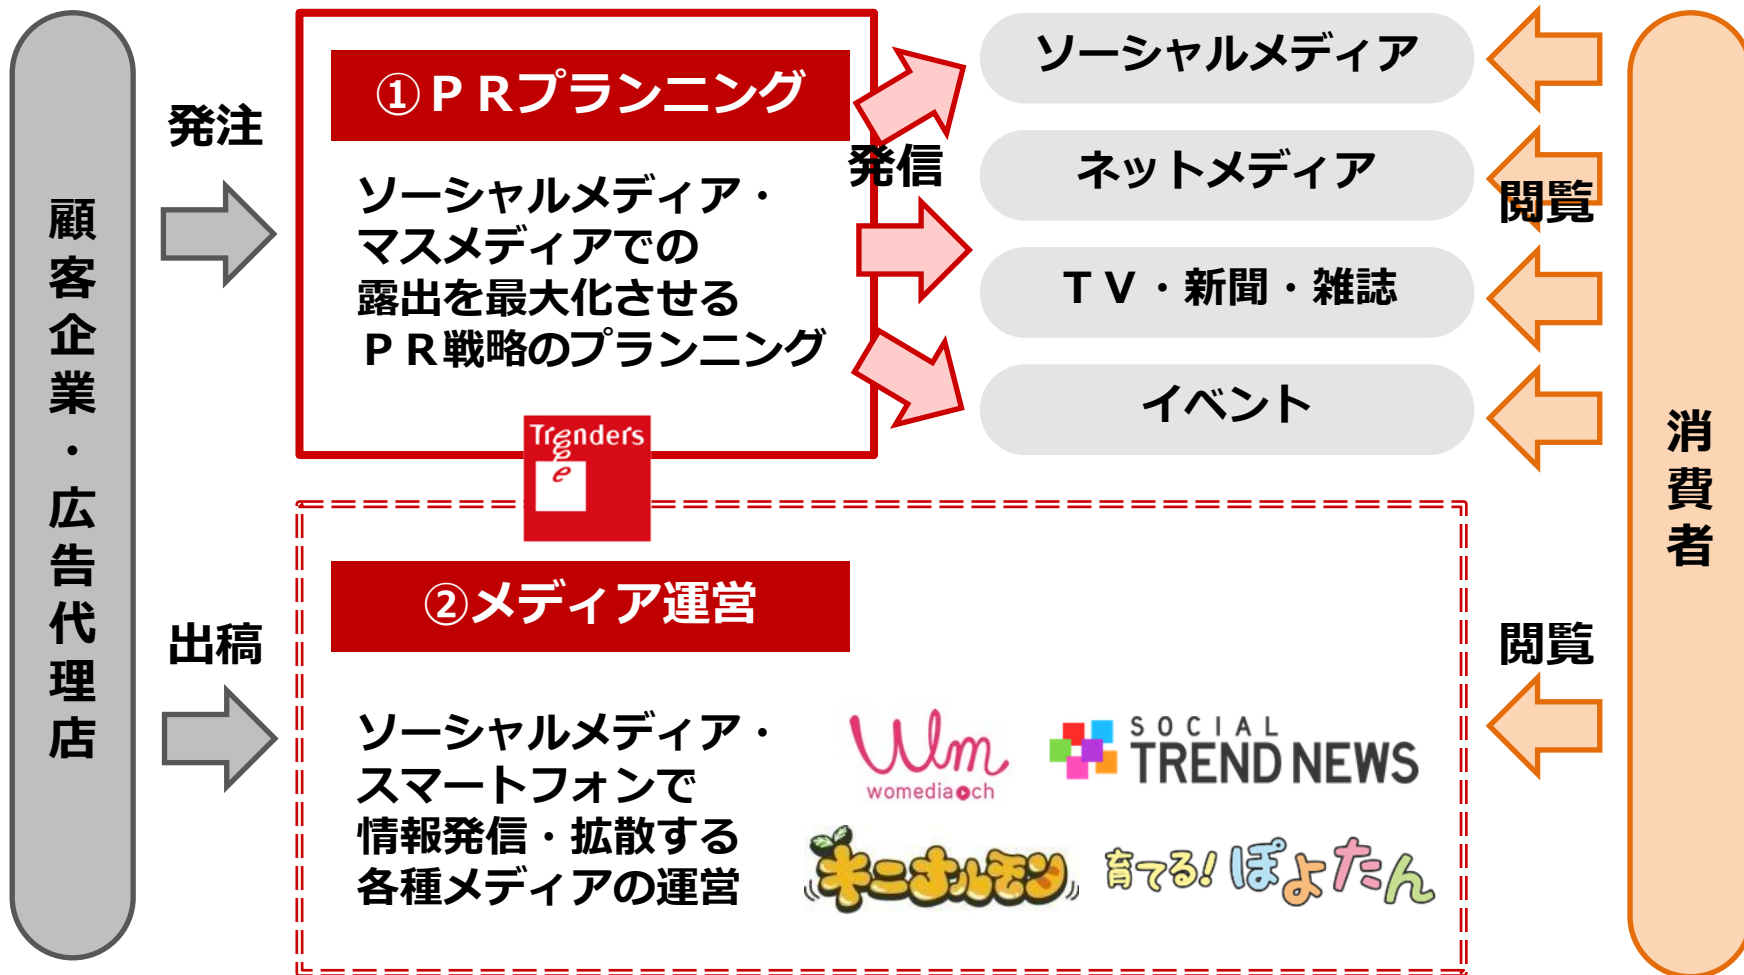 顧客企業・広告代理店
発注
①ＰＲプランニング
ソーシャルメディア・
マスメディアでの
露出を最大化させる
ＰＲ戦略のプランニング
発信
ソーシャルメディア
ネットメディア
ＴＶ・新聞・雑誌
イベント
閲覧
消費者
Trenders
出稿
②メディア運営
ソーシャルメディア・
スマートフォンで
情報発信・拡散する
各種メディアの運営
Wm
womedia ch
SOCIAL
TREND NEWS
キニナルモン
育てる!ぽよたん
閲覧